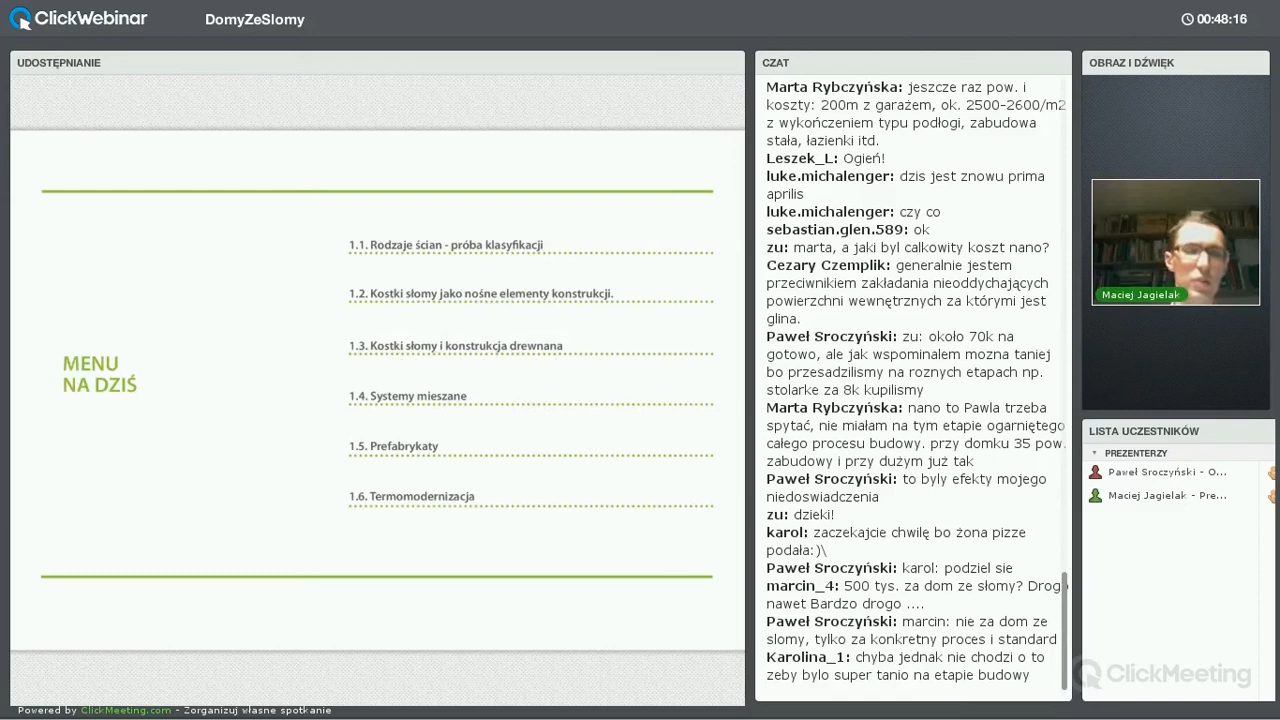 ClickWebinar
DomyZeSlomy
00:48:16
UDOSTĘPNIANIE
MENU
NA DZIŚ
1.1. Rodzaje ścian - próba klasyfikacji
1.2. Kostki słomy jako nośne elementy konstrukcji.
1.3. Kostki słomy i konstrukcja drewnana
1.4. Systemy mieszane
1.5. Prefabrykaty
1.6. Termomodernizacja
CZAT
Marta Rybczyńska: jeszcze raz pow. i
koszty: 200m z garażem, ok. 2500-2600/m2
z wykończeniem typu podłogi, zabudowa
stała, łazienki itd.
Leszek_L: Ogień!
luke.michalenger: dzis jest znowu prima
aprilis
luke.michalenger: czy co
sebastian.glen.589: ok
zu: marta, a jaki byl calkowity koszt nano?
Cezary Czemplik: generalnie jestem
przeciwnikiem zakładania nieoddychających
powierzchni wewnętrznych za którymi jest
glina.
Paweł Sroczyński: zu: około 70k na
gotowo, ale jak wspominalem mozna taniej
bo przesadzilismy na roznych etapach np.
stolarke za 8k kupilismy
Marta Rybczyńska: nano to Pawla trzeba
spytać, nie miałam na tym etapie ogarniętego
całego procesu budowy. przy domku 35 pow.
zabudowy i przy dużym już tak
Paweł Sroczyński: to byly efekty mojego
niedoswiadczenia
zu: dzieki!
karol: zaczekajcie chwilę bo żona pizze
podała:)\
Paweł Sroczyński: karol: podziel sie
marcin_4: 500 tys. za dom ze słomy? Drogo
nawet Bardzo drogo ....
Paweł Sroczyński: marcin: nie za dom ze
slomy, tylko za konkretny proces i standard
Karolina_1: chyba jednak nie chodzi o to
zeby bylo super tanio na etapie budowy
OBRAZ I DŹWIĘK
Maciej Jagielak
LISTA UCZESTNIKÓW
PREZENTERZY
Paweł Sroczyński - O...
Maciej Jagielak - Pre...
ClickMeeting
Powered by ClickMeeting.com - Zorganizuj własne spotkanie